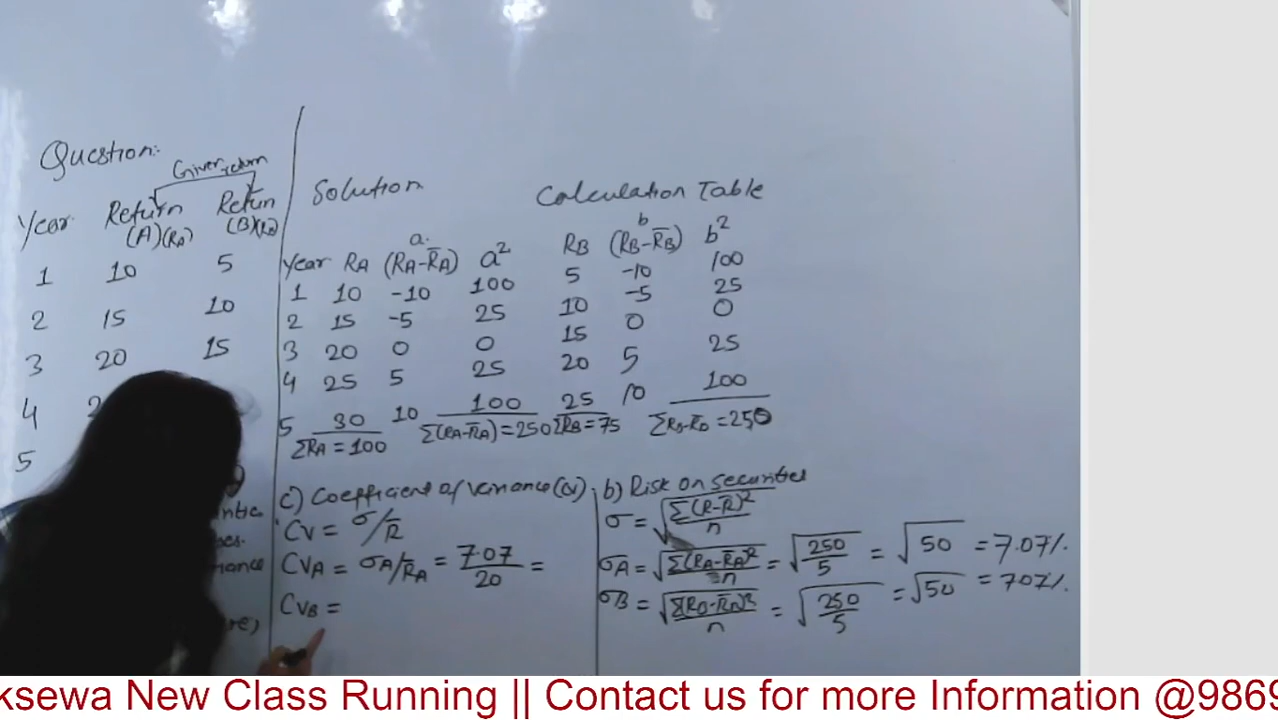 Question:-
Given return
Year Return Return
(A)(RA) (B)(RB)
1 10 5
2 15 10
3 20 15
4 2
5
Solution Calculation Table
a. b
Year RA (RA-R̄A) a² RB (RB-R̄B) b²
1 10 -10 100 5 -10 100
2 15 -5 25 10 -5 25
3 20 0 0 15 0 0
4 25 5 25 20 5 25
5 30 10 100 25 10 100
ΣRA = 100 Σ(RA-R̄A) = 250 ΣRB = 75 ΣRB-R̄B = 250
c) Coefficient of variance (CV).
CV = σ/R̄
CVA = σA/R̄A = 7.07/20 =
CVB =
b) Risk on securities
σ = √Σ(R-R̄)²/n
σA = √Σ(RA-R̄A)²/n = √250/5 = √50 = 7.07%.
σB = √Σ(RB-R̄B)²/n = √250/5 = √50 = 707%.
ksewa New Class Running || Contact us for more Information @9869